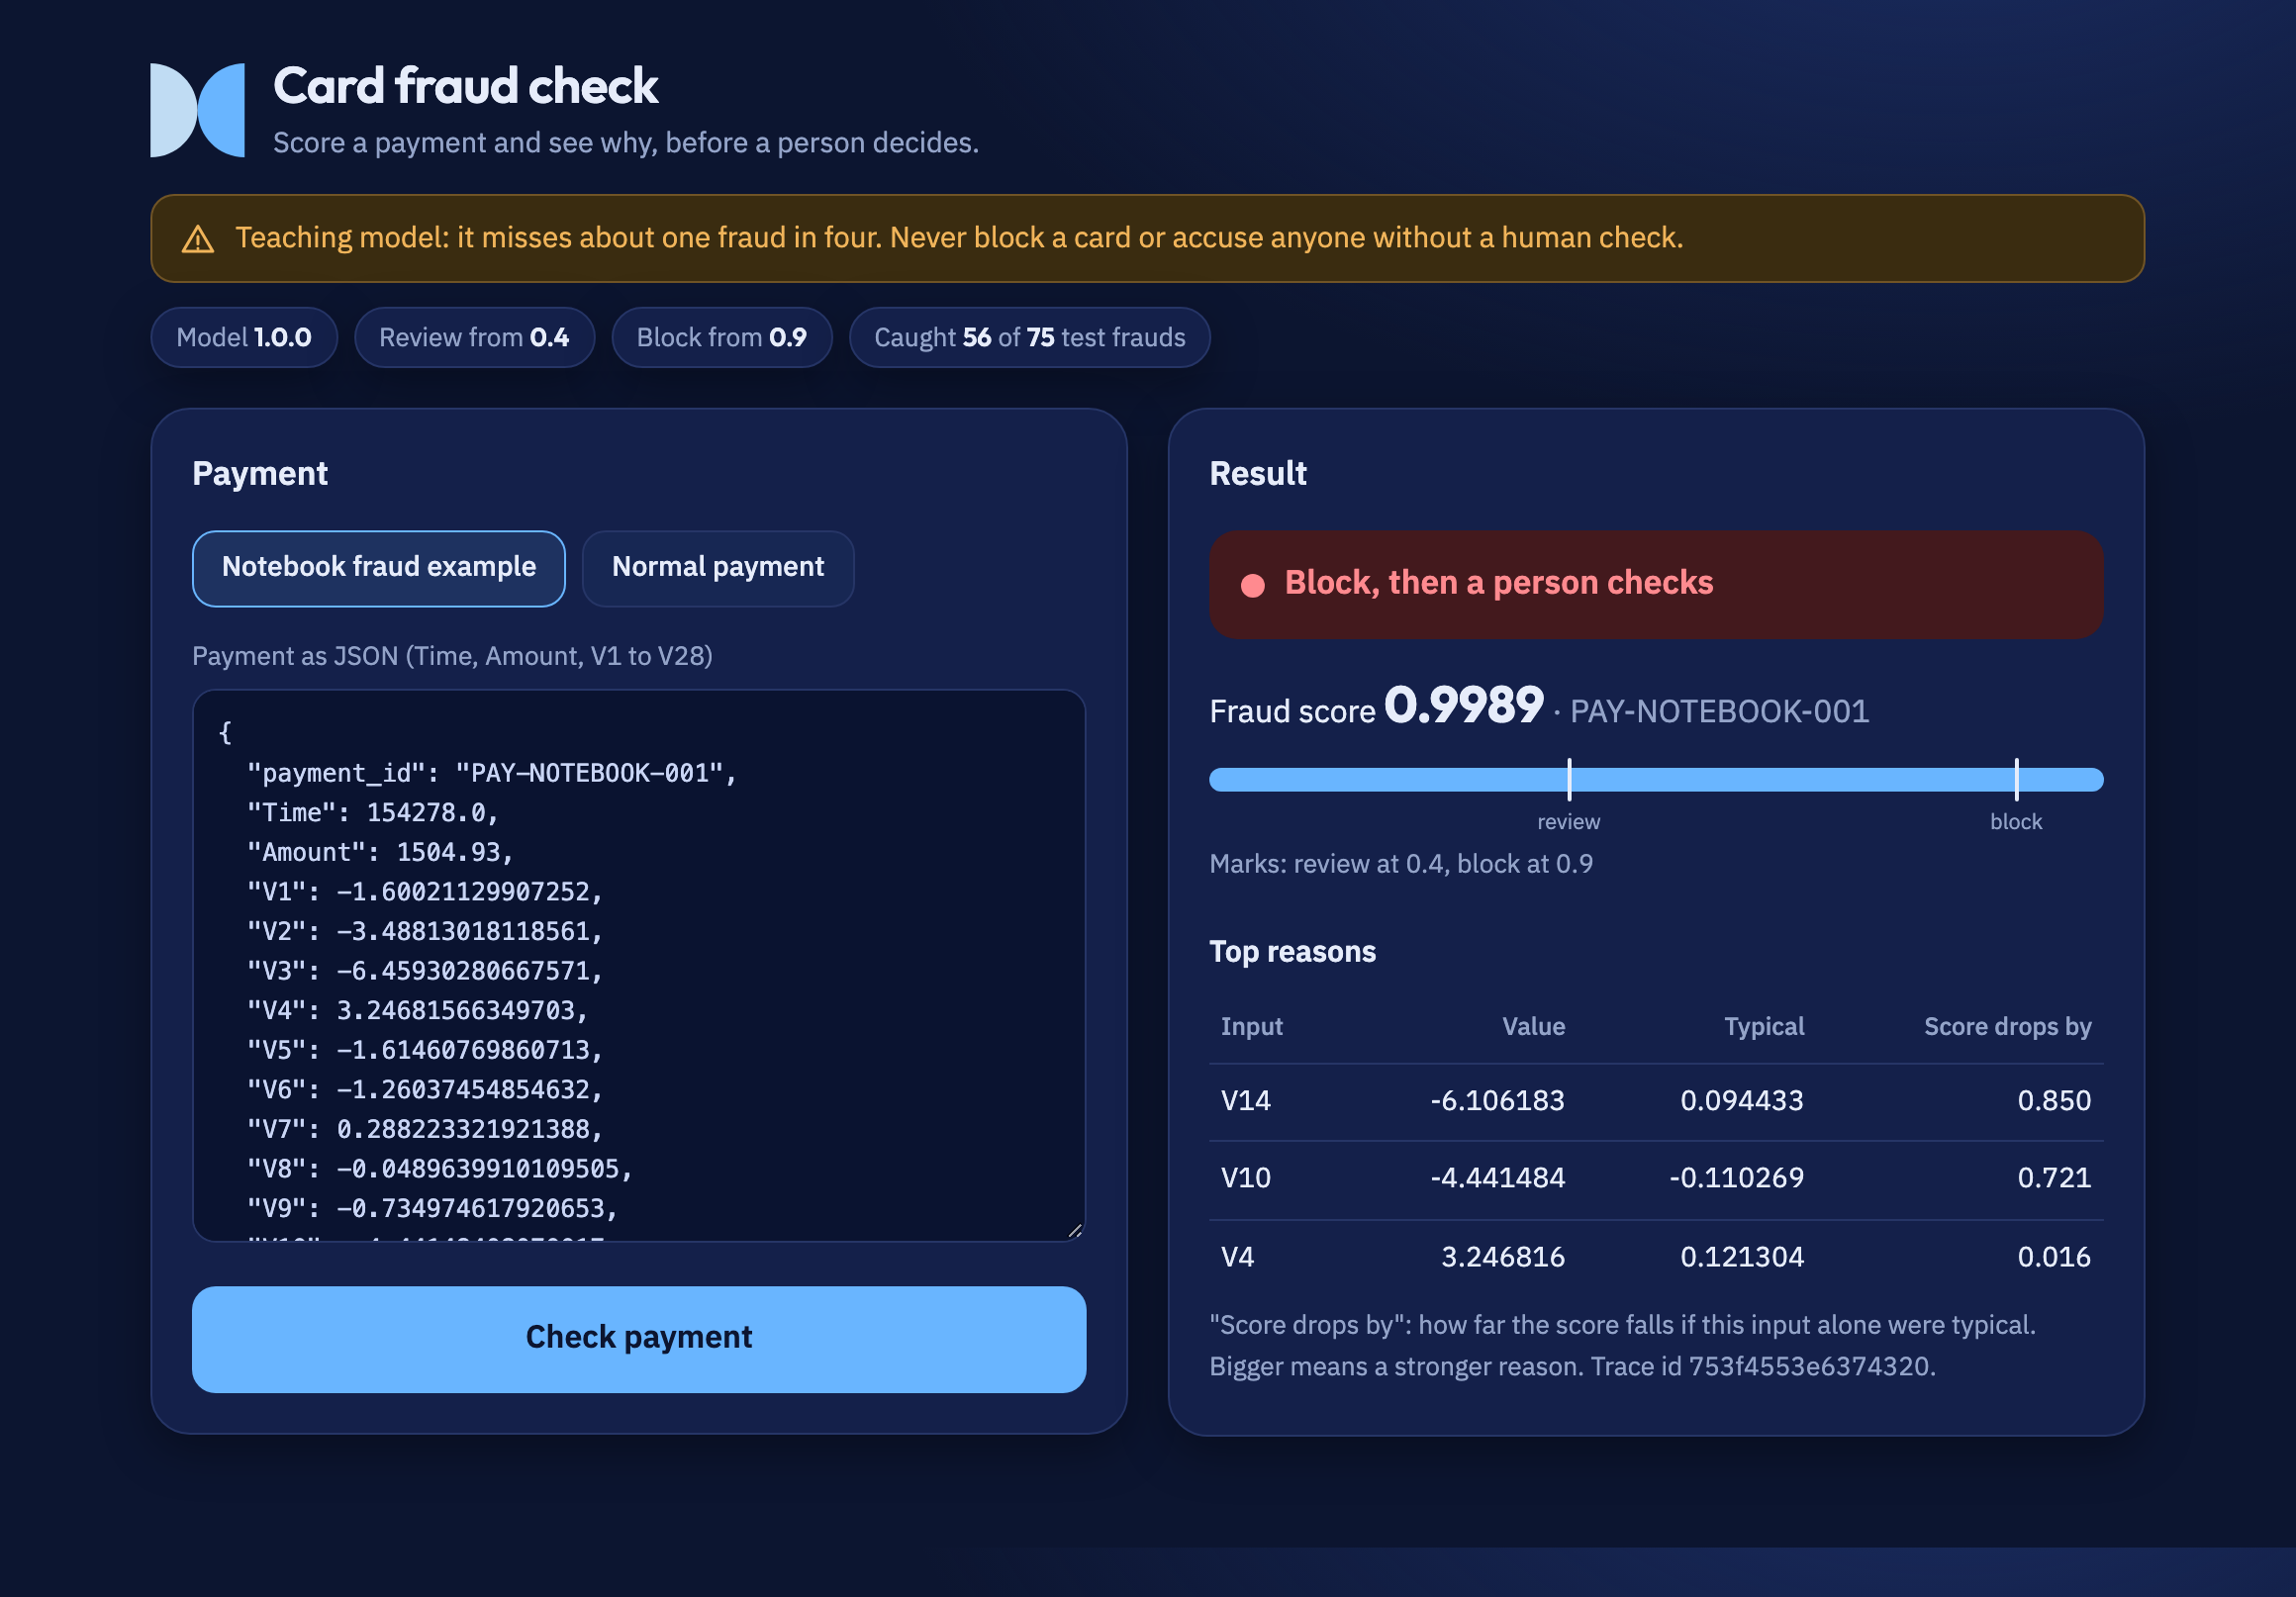 Card fraud check
Score a payment and see why, before a person decides.
Teaching model: it misses about one fraud in four. Never block a card or accuse anyone without a human check.
Model 1.0.0
Review from 0.4
Block from 0.9
Caught 56 of 75 test frauds
Payment
Notebook fraud example
Normal payment
Payment as JSON (Time, Amount, V1 to V28)
{
"payment_id": "PAY-NOTEBOOK-001",
"Time": 154278.0,
"Amount": 1504.93,
"V1": -1.60021129907252,
"V2": -3.48813018118561,
"V3": -6.45930280667571,
"V4": 3.24681566349703,
"V5": -1.61460769860713,
"V6": -1.26037454854632,
"V7": 0.288223321921388,
"V8": -0.0489639910109505,
"V9": -0.734974617920653,
Check payment
Result
Block, then a person checks
Fraud score 0.9989 · PAY-NOTEBOOK-001
review
block
Marks: review at 0.4, block at 0.9
Top reasons
Input Value Typical Score drops by
V14 -6.106183 0.094433 0.850
V10 -4.441484 -0.110269 0.721
V4 3.246816 0.121304 0.016
"Score drops by": how far the score falls if this input alone were typical.
Bigger means a stronger reason. Trace id 753f4553e6374320.